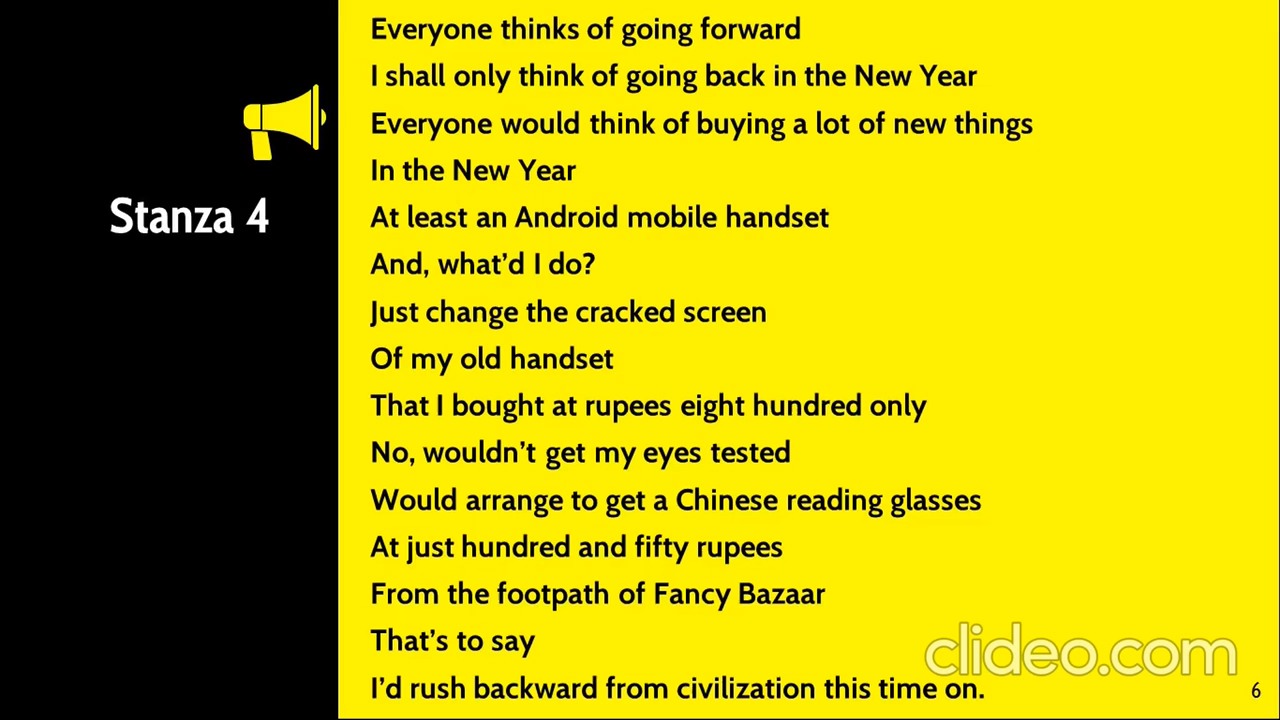 Stanza 4
Everyone thinks of going forward
I shall only think of going back in the New Year
Everyone would think of buying a lot of new things
In the New Year
At least an Android mobile handset
And, what’d I do?
Just change the cracked screen
Of my old handset
That I bought at rupees eight hundred only
No, wouldn’t get my eyes tested
Would arrange to get a Chinese reading glasses
At just hundred and fifty rupees
From the footpath of Fancy Bazaar
That’s to say
I’d rush backward from civilization this time on.
clideo.com
6